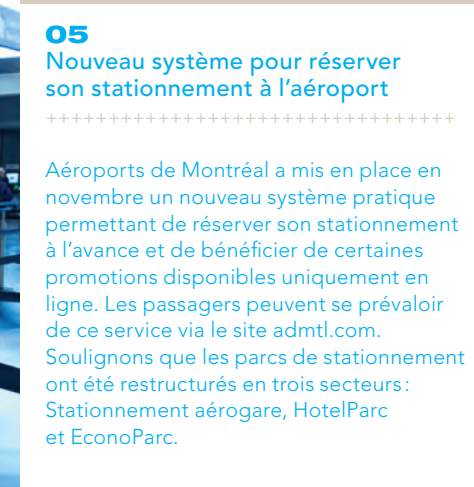 05
Nouveau système pour réserver
son stationnement à l'aéroport
+++++++++++++++++++++++++++++++++
Aéroports de Montréal a mis en place en
novembre un nouveau système pratique
permettant de réserver son stationnement
à l'avance et de bénéficier de certaines
promotions disponibles uniquement en
ligne. Les passagers peuvent se prévaloir
de ce service via le site admtl.com.
Soulignons que les parcs de stationnement
ont été restructurés en trois secteurs :
Stationnement aérogare, HotelParc
et EconoParc.